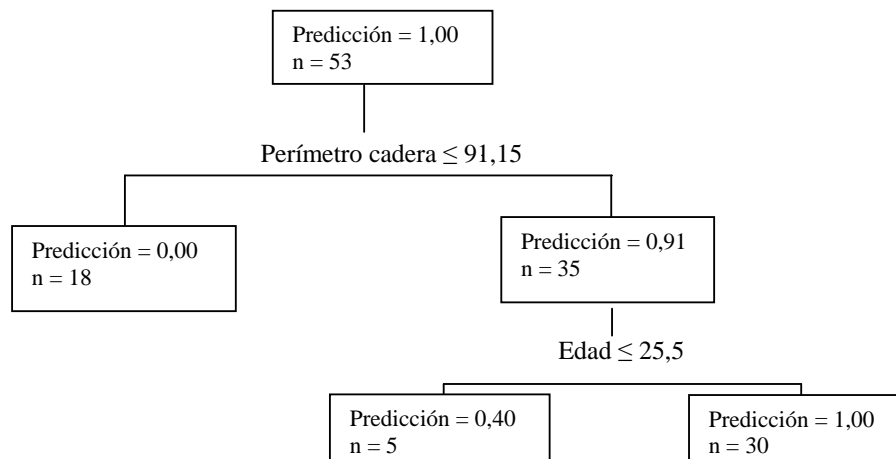 Predicción = 1,00
n = 53
Perímetro cadera ≤ 91,15
Predicción = 0,00
n = 18
Predicción = 0,91
n = 35
Edad ≤ 25,5
Predicción = 0,40
n = 5
Predicción = 1,00
n = 30